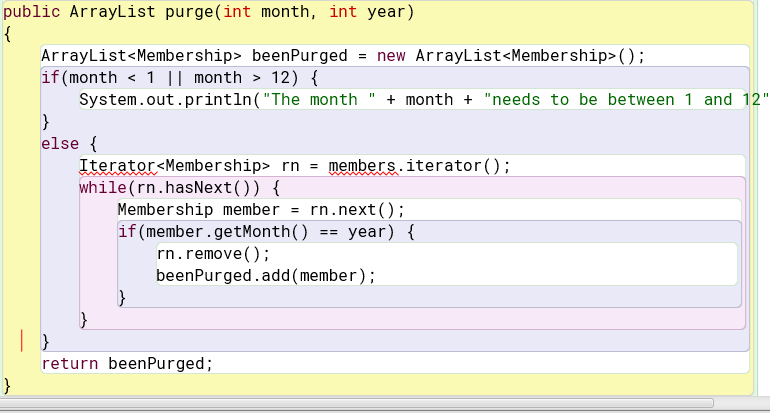 public ArrayList purge(int month, int year)
{
ArrayList<Membership> beenPurged = new ArrayList<Membership>();
if(month < 1 || month > 12) {
System.out.println("The month " + month + "needs to be between 1 and 12"
}
else {
Iterator<Membership> rn = members.iterator();
while(rn.hasNext()) {
Membership member = rn.next();
if(member.getMonth() == year) {
rn.remove();
beenPurged.add(member);
}
}
}
return beenPurged;
}